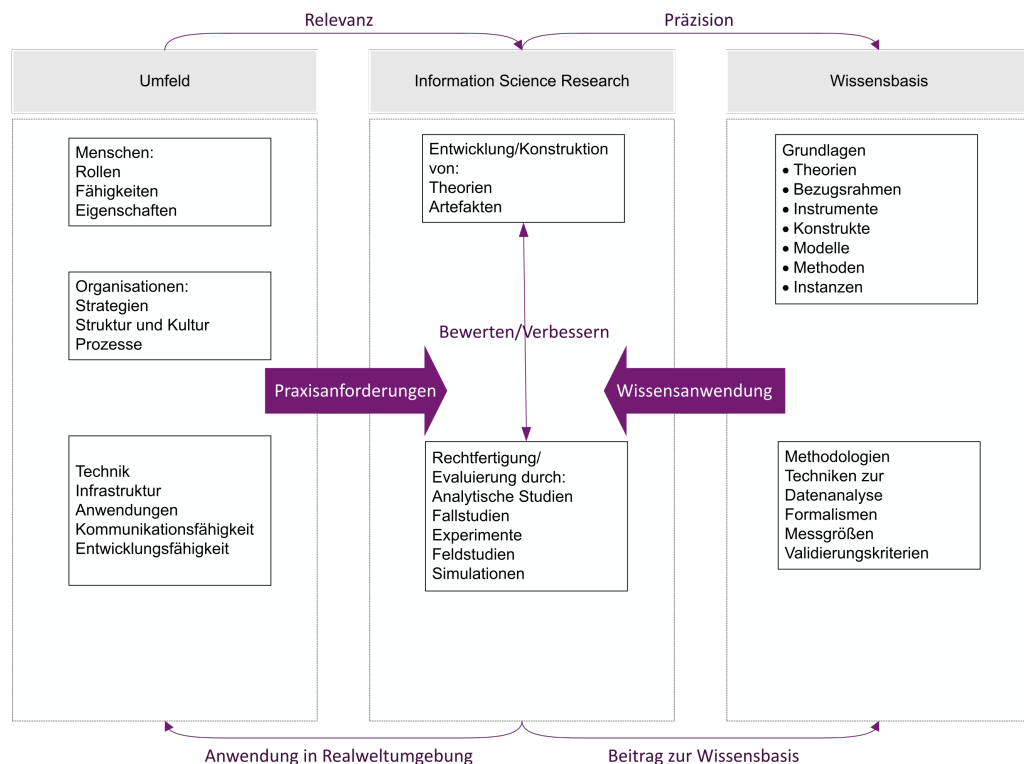 Relevanz
Präzision
Umfeld
Information Science Research
Wissensbasis
Menschen:
Rollen
Fähigkeiten
Eigenschaften
Organisationen:
Strategien
Struktur und Kultur
Prozesse
Technik
Infrastruktur
Anwendungen
Kommunikationsfähigkeit
Entwicklungsfähigkeit
Praxisanforderungen
Entwicklung/Konstruktion
von:
Theorien
Artefakten
Bewerten/Verbessern
Rechtfertigung/
Evaluierung durch:
Analytische Studien
Fallstudien
Experimente
Feldstudien
Simulationen
Wissensanwendung
Grundlagen
• Theorien
• Bezugsrahmen
• Instrumente
• Konstrukte
• Modelle
• Methoden
• Instanzen
Methodologien
Techniken zur
Datenanalyse
Formalismen
Messgrößen
Validierungskriterien
Anwendung in Realweltumgebung
Beitrag zur Wissensbasis